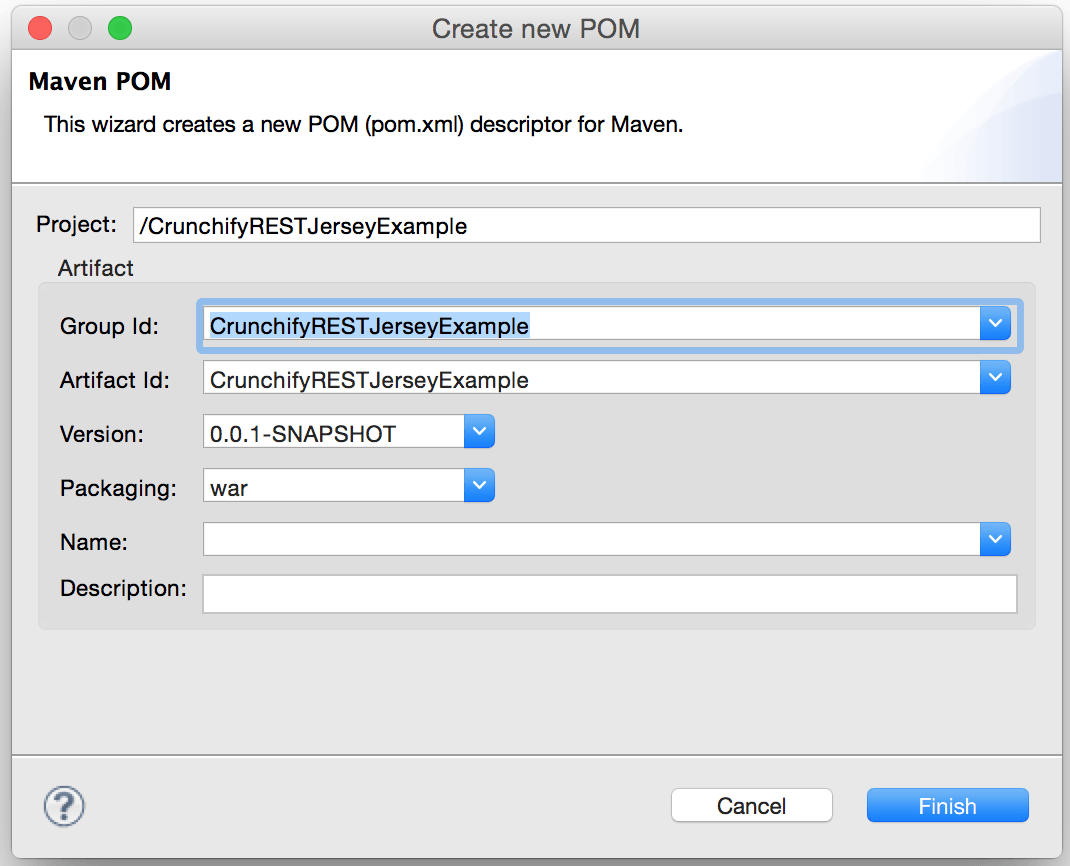 Create new POM
Maven POM
This wizard creates a new POM (pom.xml) descriptor for Maven.
Project: /CrunchifyRESTJerseyExample
Artifact
Group Id: CrunchifyRESTJerseyExample
Artifact Id: CrunchifyRESTJerseyExample
Version: 0.0.1-SNAPSHOT
Packaging: war
Name:
Description:
? Cancel Finish